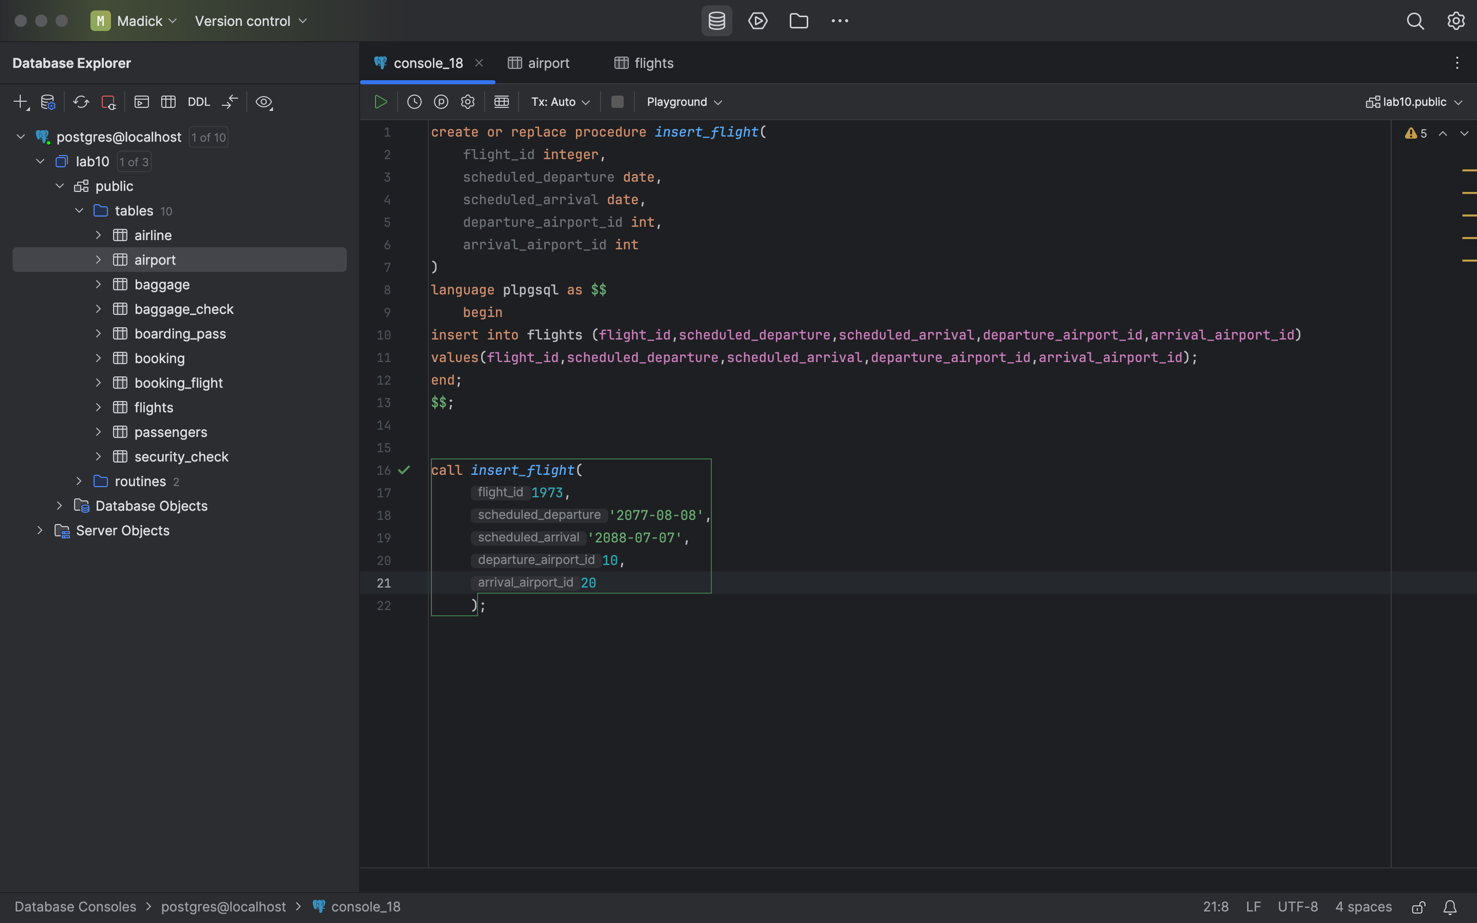 M Madick Version control
Database Explorer
console_18 airport flights
DDL
Tx: Auto Playground lab10.public
postgres@localhost 1 of 10
lab10 1 of 3
public
tables 10
airline
airport
baggage
baggage_check
boarding_pass
booking
booking_flight
flights
passengers
security_check
routines 2
Database Objects
Server Objects
1 create or replace procedure insert_flight(
2 flight_id integer,
3 scheduled_departure date,
4 scheduled_arrival date,
5 departure_airport_id int,
6 arrival_airport_id int
7 )
8 language plpgsql as $$
9 begin
10 insert into flights (flight_id,scheduled_departure,scheduled_arrival,departure_airport_id,arrival_airport_id)
11 values(flight_id,scheduled_departure,scheduled_arrival,departure_airport_id,arrival_airport_id);
12 end;
13 $$;
14
15
16 call insert_flight(
17 flight_id 1973,
18 scheduled_departure '2077-08-08',
19 scheduled_arrival '2088-07-07',
20 departure_airport_id 10,
21 arrival_airport_id 20
22 );
5
Database Consoles postgres@localhost console_18
21:8 LF UTF-8 4 spaces